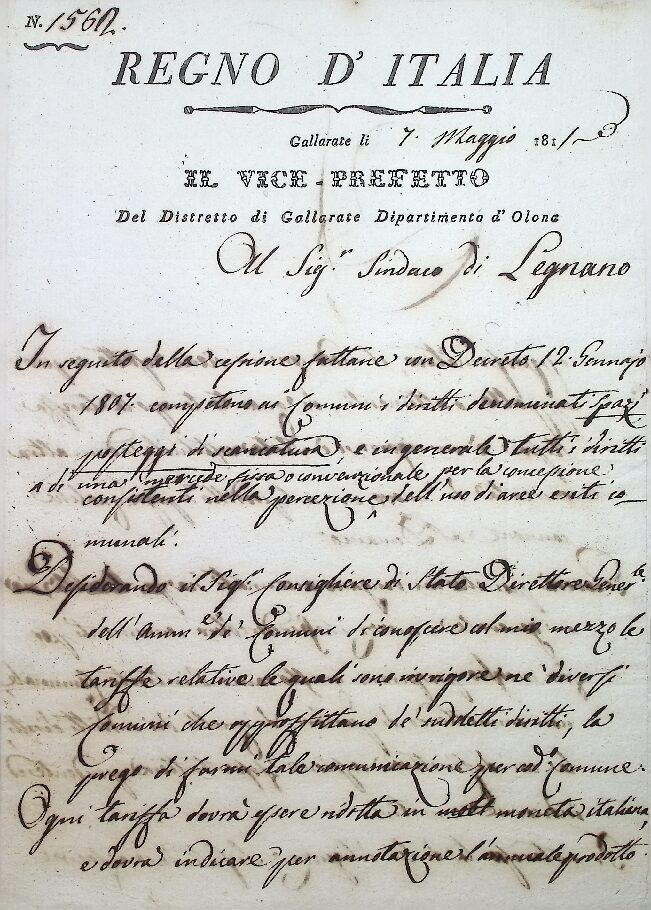 N. 1562.
REGNO D' ITALIA
Gallarate li 7. Maggio 1811
IL VICE-PREFETTO
Del Distretto di Gallarate Dipartimento d' Olona
Al Sig.r Sindaco di Legnano
In seguito della cessione fattane con Decreto 12. Gennajo
1807. competono ai Comuni i diritti denominati spazi,
posteggi di scaricatura e in generale tutti i diritti
a di una mercede fissa o convenzionale per la concessione
consistenti nella percezione ^ dell'uso di aree e siti co
munali.
Desiderando il Sig.r Consigliere di Stato Direttore Gener.le
dell'Amm.e de' Comuni di conoscere col mio mezzo le
tariffe relative le quali sono in vigore ne' diversi
Comuni che approffittano de' suddetti diritti, la
prego di farmi tale comunicazione per cod.o Comune.
Ogni tariffa dovrà essere ridotta in moneta italiana,
e dovrà indicare per annotazione l'annuale prodotto